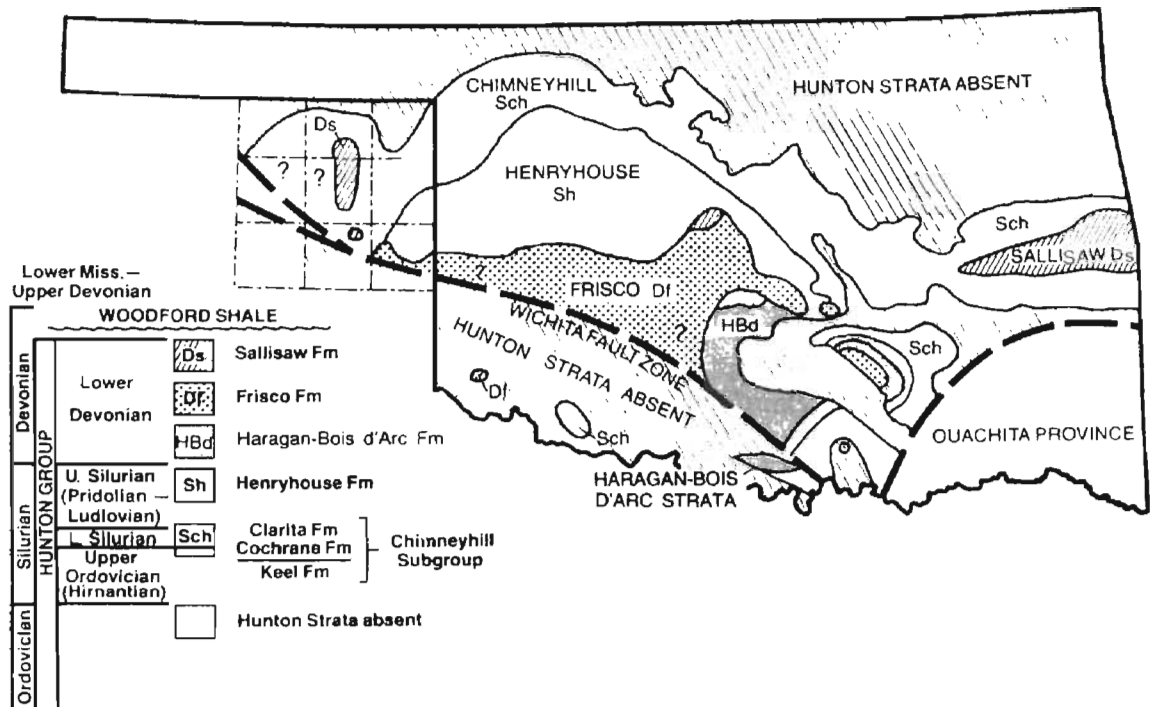 CHIMNEYHILL
Sch
HUNTON STRATA ABSENT
Ds
?
?
HENRYHOUSE
Sh
Sch
SALLISAW Ds
FRISCO Df
?
?
WICHITA FAULT ZONE
HUNTON STRATA ABSENT
HBd
Sch
Df
Sch
OUACHITA PROVINCE
HARAGAN-BOIS
D'ARC STRATA
Lower Miss.—
Upper Devonian
WOODFORD SHALE
Devonian
Silurian
Ordovician
HUNTON GROUP
Lower
Devonian
Ds Sallisaw Fm
Df Frisco Fm
HBd Haragan-Bois d'Arc Fm
U. Silurian
(Pridolian—
Ludlovian)
Sh Henryhouse Fm
L. Silurian
Sch Clarita Fm
Cochrane Fm
Keel Fm
Chimneyhill
Subgroup
Upper
Ordovician
(Hirnantian)
Hunton Strata absent